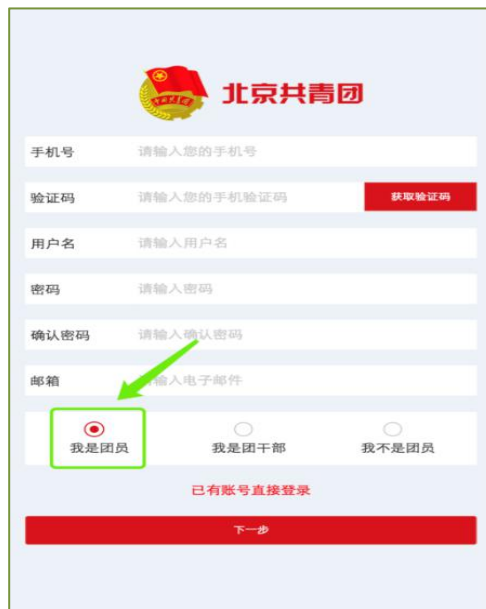 北京共青团
手机号 请输入您的手机号
验证码 请输入您的手机验证码 获取验证码
用户名 请输入用户名
密码 请输入密码
确认密码 请输入确认密码
邮箱 请输入电子邮件
我是团员 我是团干部 我不是团员
已有账号直接登录
下一步